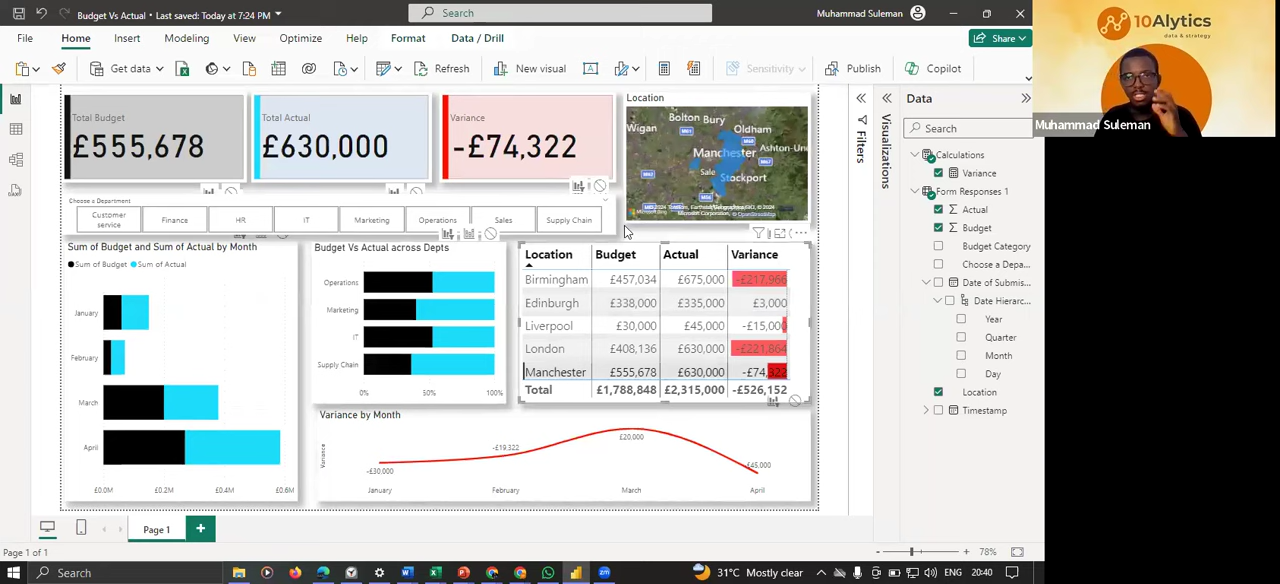 Budget Vs Actual • Last saved: Today at 7:24 PM
Search
Muhammad Suleman
File Home Insert Modeling View Optimize Help Format Data / Drill
Share
Get data Refresh New visual Sensitivity Publish Copilot
10Alytics
data & strategy
Muhammad Suleman
Total Budget
£555,678
Total Actual
£630,000
Variance
-£74,322
Location
Bolton Bury
Wigan Oldham
Manchester Ashton-Un
Sale
Stockport
Choose a Department
Customer service Finance HR IT Marketing Operations Sales Supply Chain
Sum of Budget and Sum of Actual by Month
Sum of Budget Sum of Actual
January
February
March
April
£0.0M £0.2M £0.4M £0.6M
Budget Vs Actual across Depts
Operations
Marketing
IT
Supply Chain
0% 50% 100%
Location Budget Actual Variance
Birmingham £457,034 £675,000 -£217,966
Edinburgh £338,000 £335,000 £3,000
Liverpool £30,000 £45,000 -£15,000
London £408,136 £630,000 -£221,864
Manchester £555,678 £630,000 -£74,322
Total £1,788,848 £2,315,000 -£526,152
Variance by Month
Variance
-£30,000 -£19,322 £20,000 -£45,000
January February March April
Filters
Visualizations
Data
Search
Calculations
Variance
Form Responses 1
Actual
Budget
Budget Category
Choose a Depa...
Date of Submis...
Date Hierarc...
Year
Quarter
Month
Day
Location
Timestamp
Page 1
Page 1 of 1
78%
Search
31°C Mostly clear
ENG 20:40